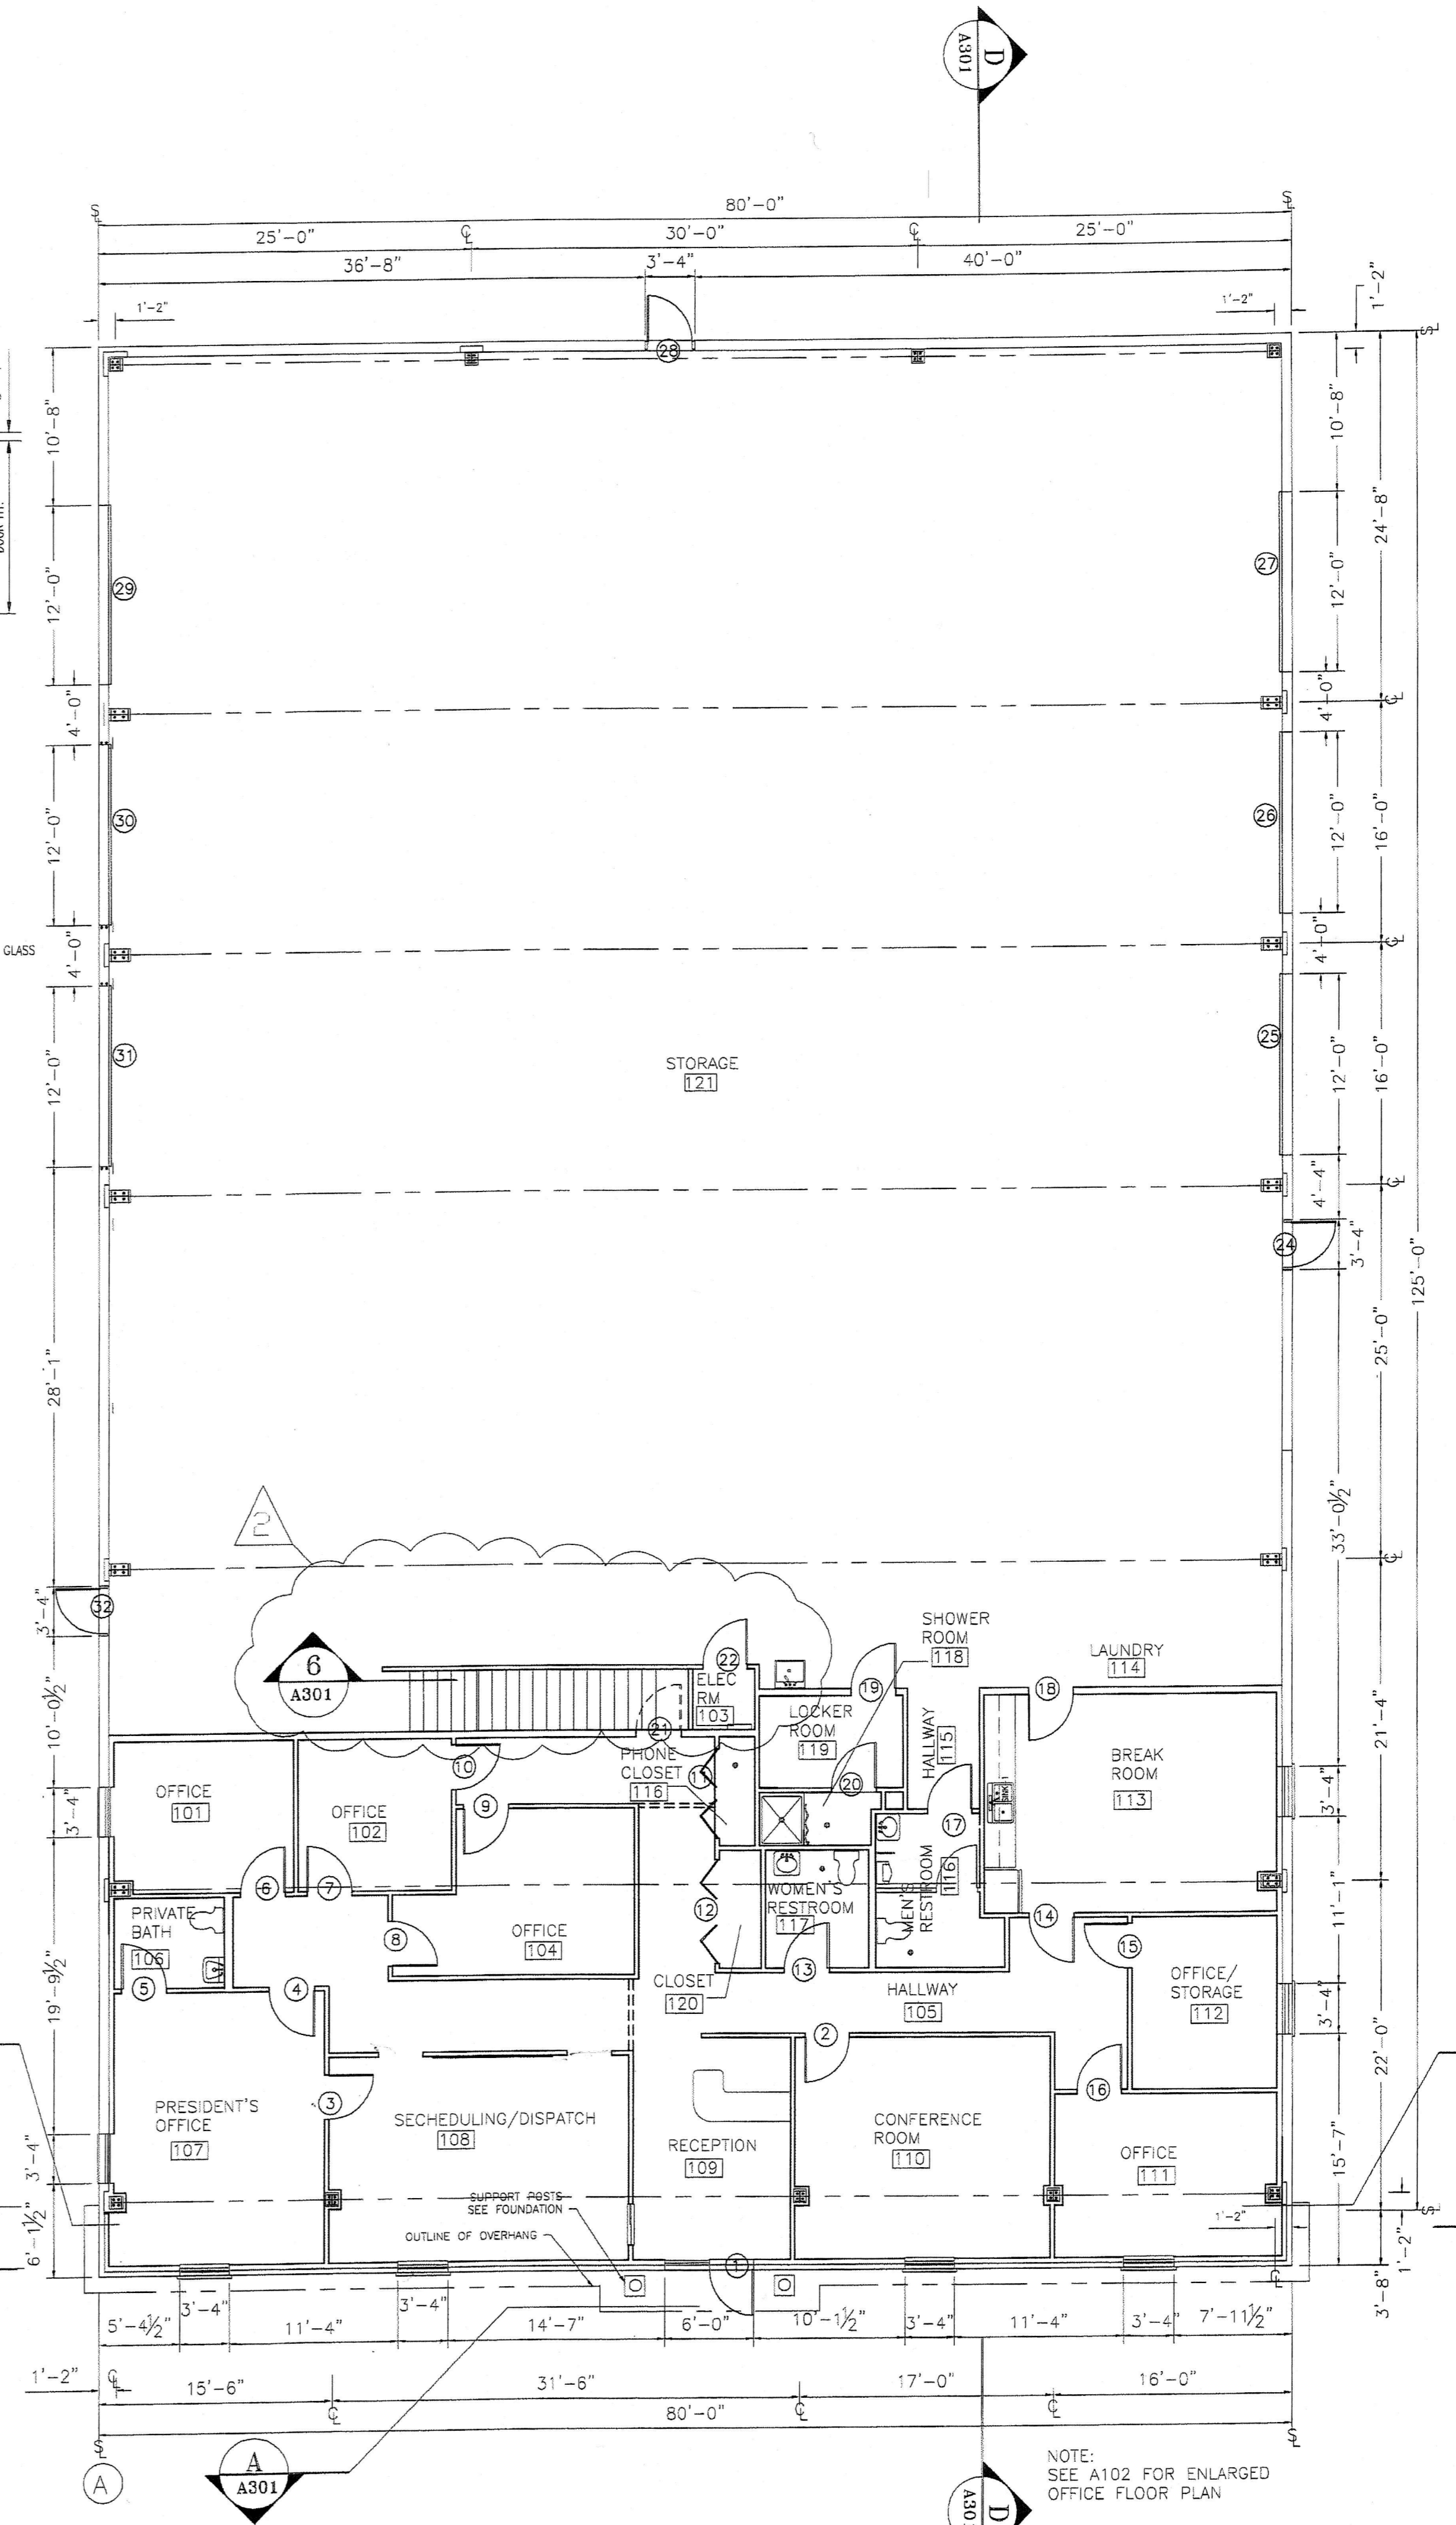 D
A301
80'-0"
25'-0"
30'-0"
25'-0"
36'-8"
3'-4"
40'-0"
1'-2"
1'-2"
1'-2"
28
10'-8"
10'-8"
24'-8"
29
27
12'-0"
12'-0"
4'-0"
4'-0"
30
26
12'-0"
12'-0"
16'-0"
GLASS
4'-0"
4'-0"
31
25
12'-0"
12'-0"
16'-0"
STORAGE
121
4'-4"
24
3'-4"
125'-0"
25'-0"
28'-1"
33'-0½"
2
32
3'-4"
6
A301
22
ELEC
RM
103
SHOWER
ROOM
118
LAUNDRY
114
19
18
LOCKER
ROOM
119
HALLWAY
115
10'-0½"
21'-4"
21
PHONE
CLOSET
116
10
11
20
BREAK
ROOM
113
OFFICE
101
OFFICE
102
9
17
3'-4"
3'-4"
6
7
12
WOMEN'S
RESTROOM
117
MEN'S
RESTROOM
116
PRIVATE
BATH
106
8
OFFICE
104
14
15
11'-1"
5
4
13
CLOSET
120
HALLWAY
105
OFFICE/
STORAGE
112
19'-9½"
3'-4"
2
3
16
22'-0"
PRESIDENT'S
OFFICE
107
SECHEDULING/DISPATCH
108
RECEPTION
109
CONFERENCE
ROOM
110
OFFICE
111
15'-7"
3'-4"
SUPPORT POSTS
SEE FOUNDATION
OUTLINE OF OVERHANG
6'-1½"
1'-2"
1'-2"
1
3'-8"
5'-4½"
3'-4"
11'-4"
3'-4"
14'-7"
6'-0"
10'-1½"
3'-4"
11'-4"
3'-4"
7'-11½"
1'-2"
15'-6"
31'-6"
17'-0"
16'-0"
80'-0"
A
A
A301
D
NOTE:
SEE A102 FOR ENLARGED
OFFICE FLOOR PLAN